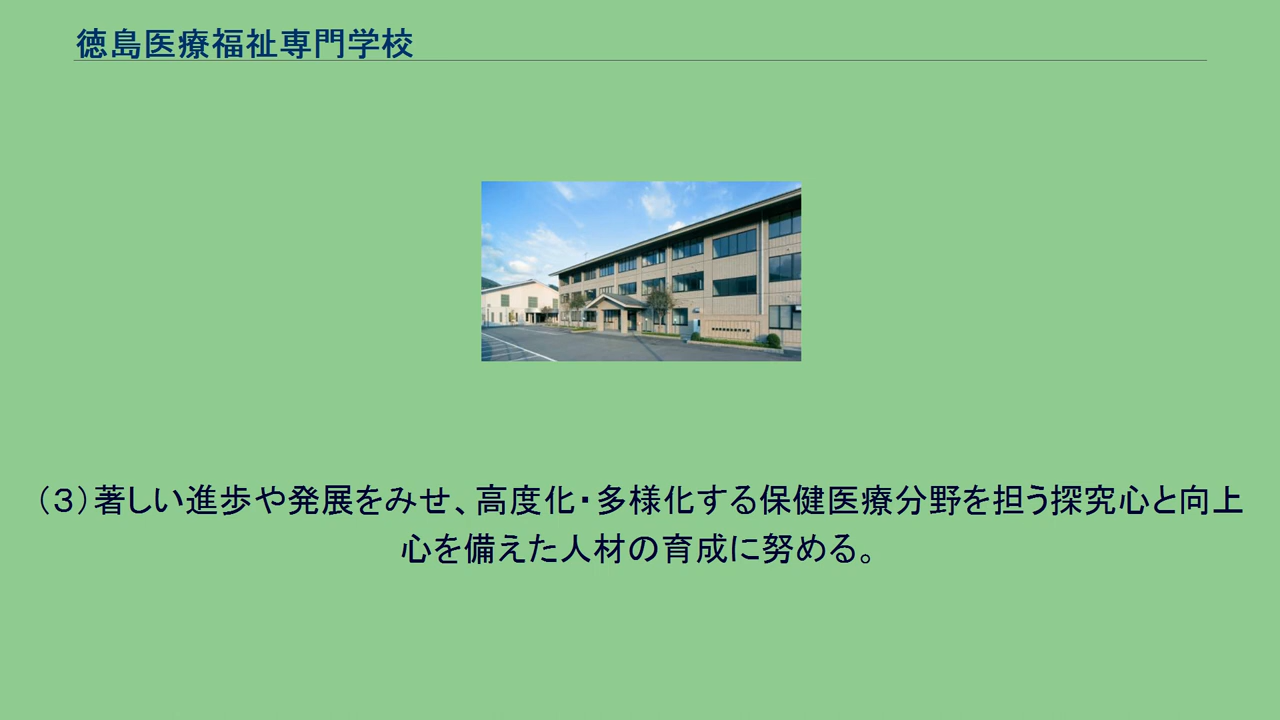 徳島医療福祉専門学校
（３）著しい進歩や発展をみせ、高度化・多様化する保健医療分野を担う探究心と向上
心を備えた人材の育成に努める。